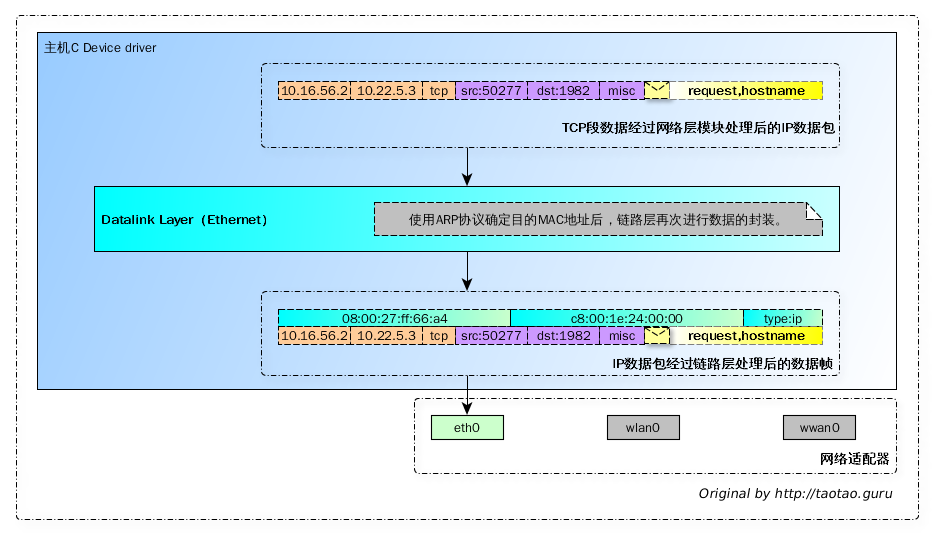 主机C Device driver
10.16.56.2 10.22.5.3 tcp src:50277 dst:1982 misc request,hostname
TCP段数据经过网络层模块处理后的IP数据包
Datalink Layer（Ethernet）
使用ARP协议确定目的MAC地址后，链路层再次进行数据的封装。
08:00:27:ff:66:a4 c8:00:1e:24:00:00 type:ip
10.16.56.2 10.22.5.3 tcp src:50277 dst:1982 misc request,hostname
IP数据包经过链路层处理后的数据帧
eth0 wlan0 wwan0
网络适配器
Original by http://taotao.guru